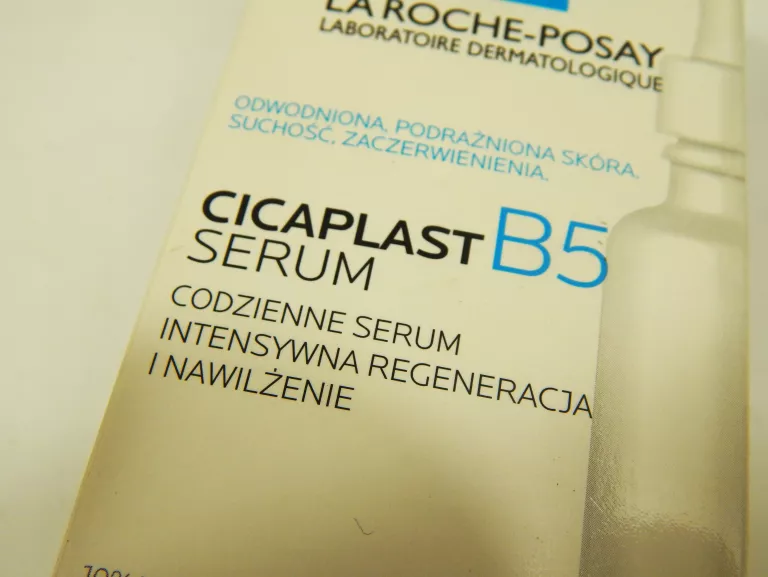 LA ROCHE-POSAY
LABORATOIRE DERMATOLOGIQUE
ODWODNIONA, PODRAŻNIONA SKÓRA.
SUCHOŚĆ, ZACZERWIENIENIA.
CICAPLAST B5
SERUM
CODZIENNE SERUM
INTENSYWNA REGENERACJA
I NAWILŻENIE